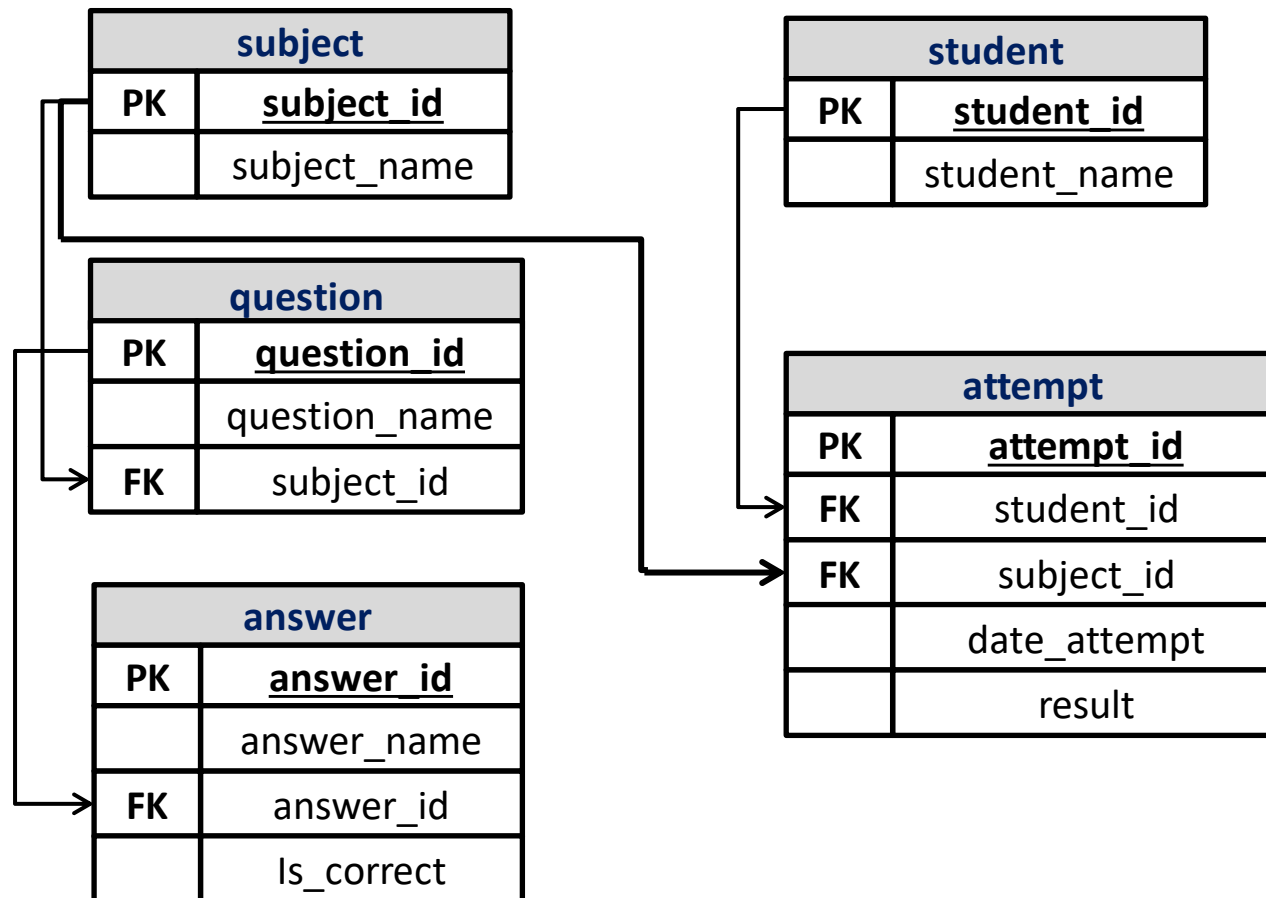 subject
PK subject_id
subject_name
student
PK student_id
student_name
question
PK question_id
question_name
FK subject_id
attempt
PK attempt_id
FK student_id
FK subject_id
date_attempt
result
answer
PK answer_id
answer_name
FK answer_id
Is_correct